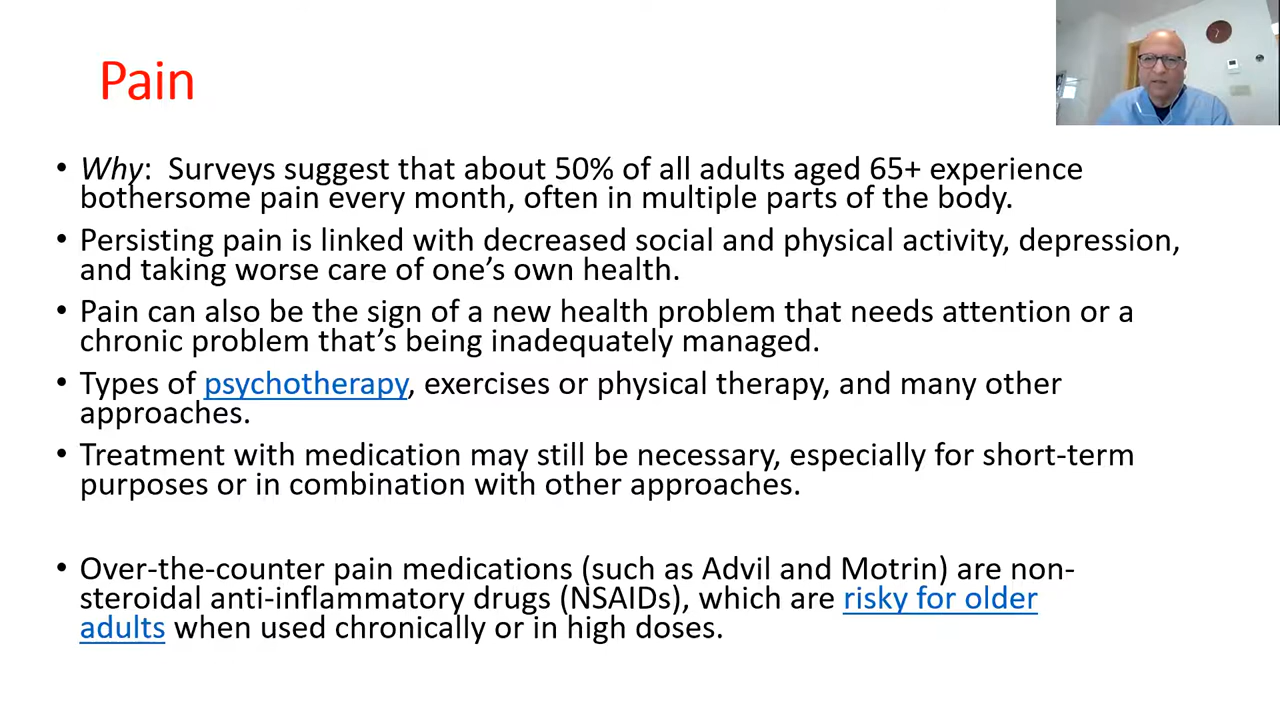 Pain
• Why:  Surveys suggest that about 50% of all adults aged 65+ experience
bothersome pain every month, often in multiple parts of the body.
• Persisting pain is linked with decreased social and physical activity, depression,
and taking worse care of one’s own health.
• Pain can also be the sign of a new health problem that needs attention or a
chronic problem that’s being inadequately managed.
• Types of psychotherapy, exercises or physical therapy, and many other
approaches.
• Treatment with medication may still be necessary, especially for short-term
purposes or in combination with other approaches.
• Over-the-counter pain medications (such as Advil and Motrin) are non-
steroidal anti-inflammatory drugs (NSAIDs), which are risky for older
adults when used chronically or in high doses.